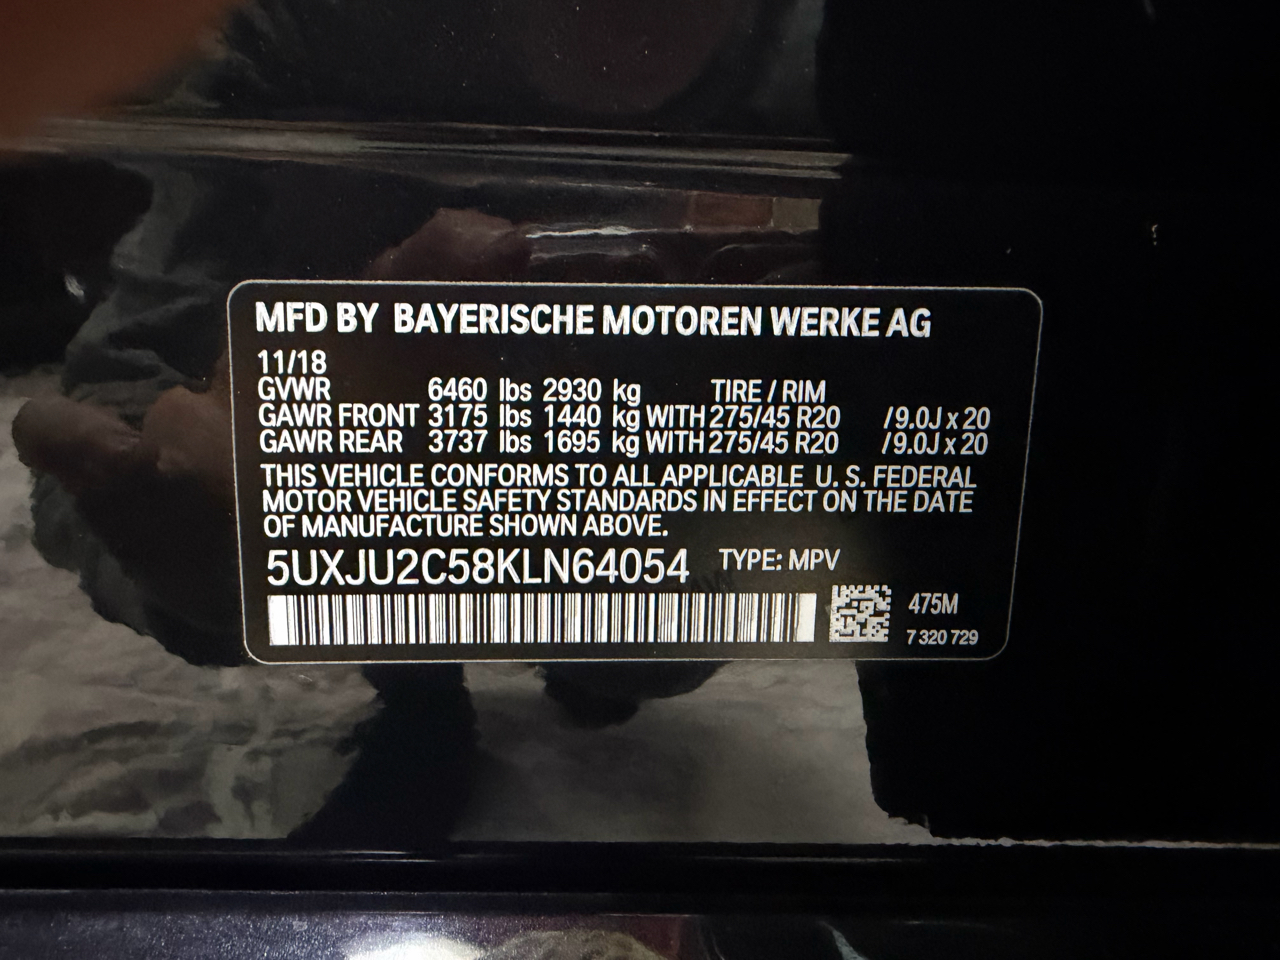 MFD BY BAYERISCHE MOTOREN WERKE AG
11/18
GVWR 6460 lbs 2930 kg TIRE / RIM
GAWR FRONT 3175 lbs 1440 kg WITH 275/45 R20 /9.0J x 20
GAWR REAR 3737 lbs 1695 kg WITH 275/45 R20 /9.0J x 20
THIS VEHICLE CONFORMS TO ALL APPLICABLE U. S. FEDERAL
MOTOR VEHICLE SAFETY STANDARDS IN EFFECT ON THE DATE
OF MANUFACTURE SHOWN ABOVE.
5UXJU2C58KLN64054 TYPE: MPV
475M
7 320 729